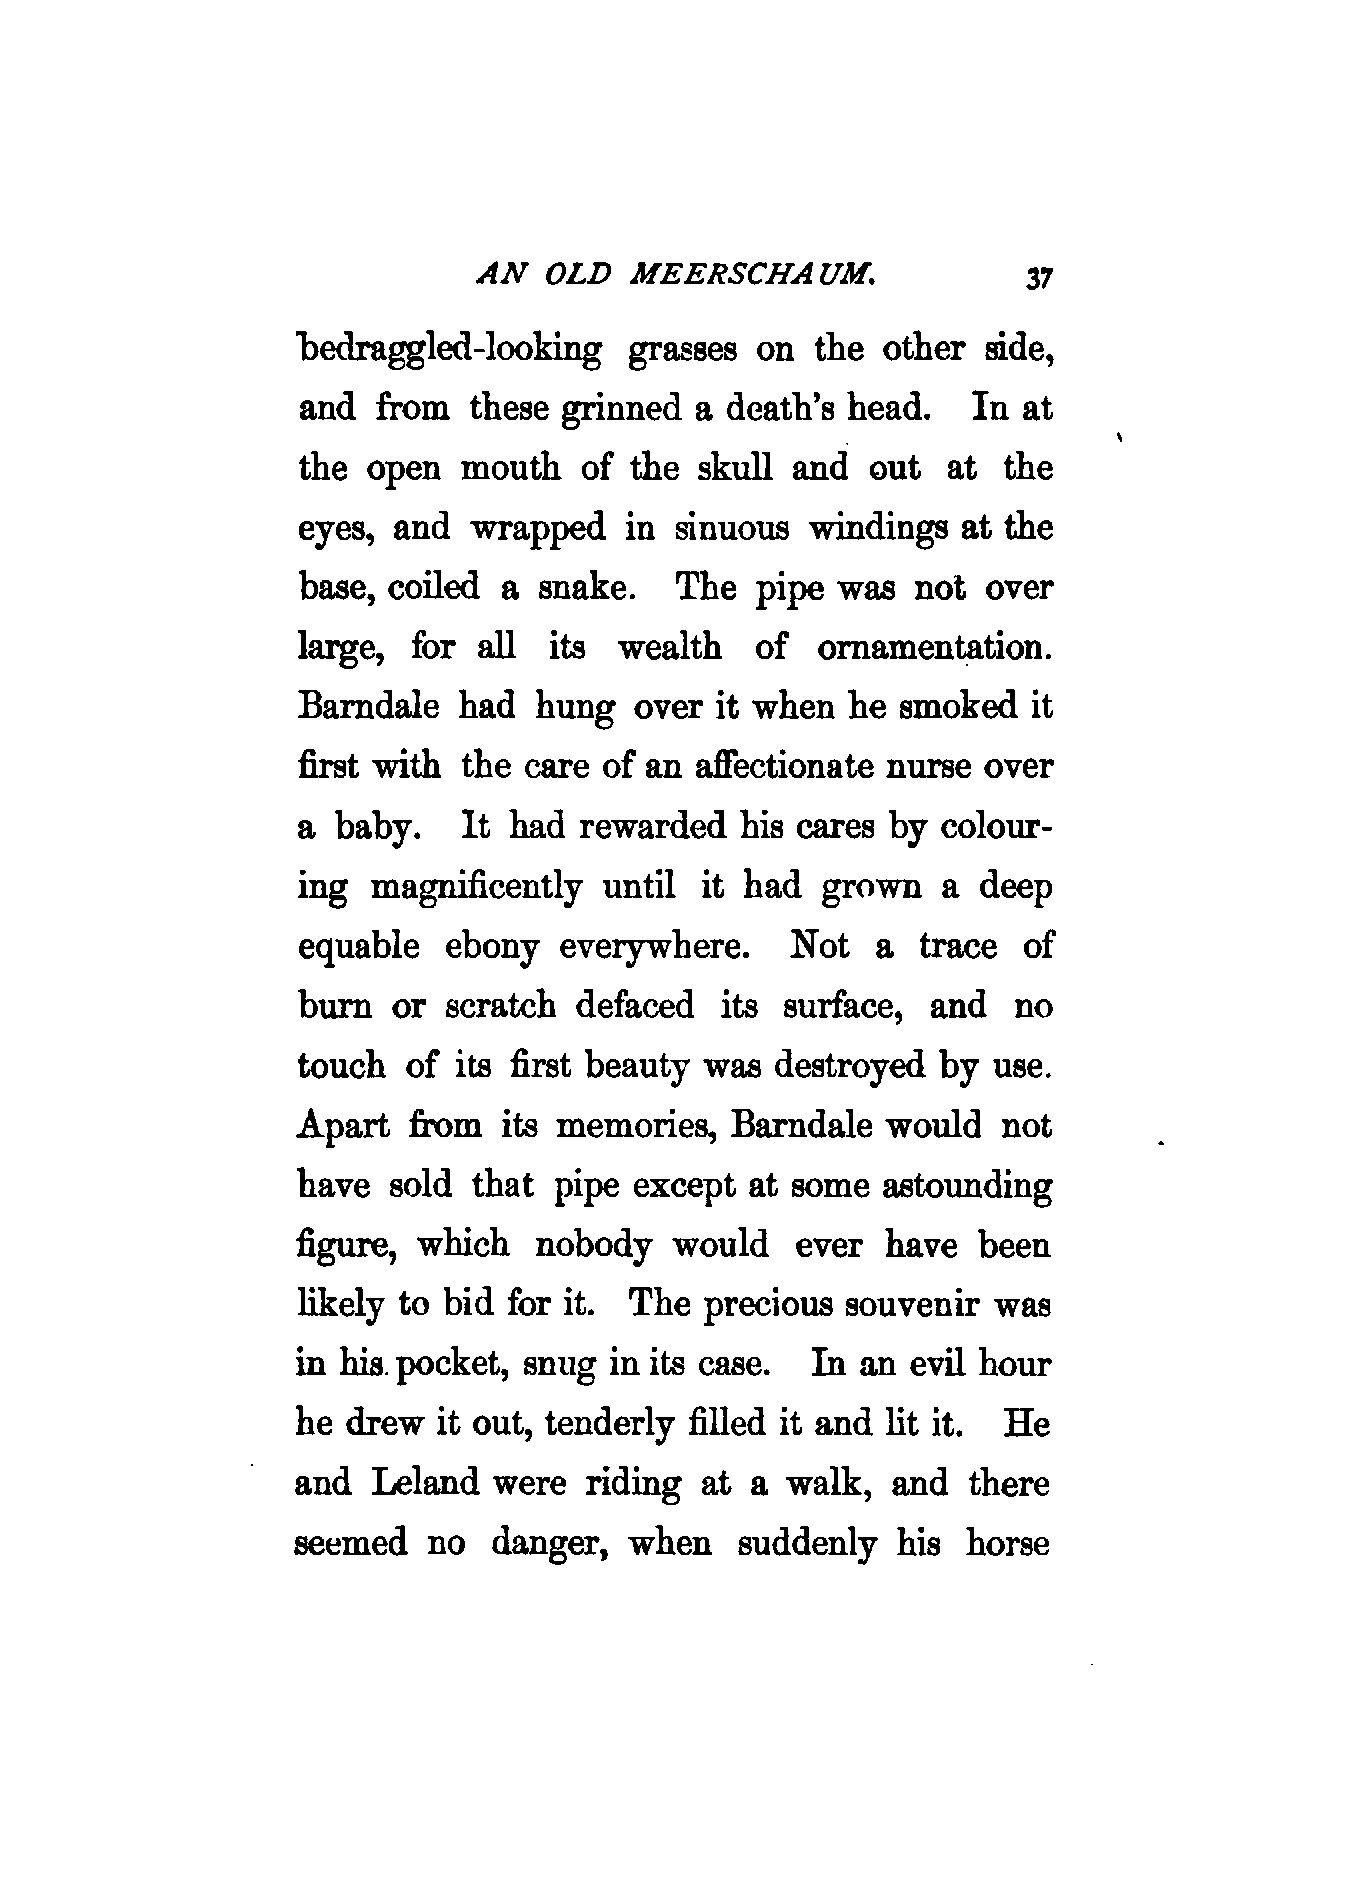 AN OLD MEERSCHAUM. 37
bedraggled-looking grasses on the other side,
and from these grinned a death's head. In at
the open mouth of the skull and out at the
eyes, and wrapped in sinuous windings at the
base, coiled a snake. The pipe was not over
large, for all its wealth of ornamentation.
Barndale had hung over it when he smoked it
first with the care of an affectionate nurse over
a baby. It had rewarded his cares by colour-
ing magnificently until it had grown a deep
equable ebony everywhere. Not a trace of
burn or scratch defaced its surface, and no
touch of its first beauty was destroyed by use.
Apart from its memories, Barndale would not
have sold that pipe except at some astounding
figure, which nobody would ever have been
likely to bid for it. The precious souvenir was
in his pocket, snug in its case. In an evil hour
he drew it out, tenderly filled it and lit it. He
and Leland were riding at a walk, and there
seemed no danger, when suddenly his horse